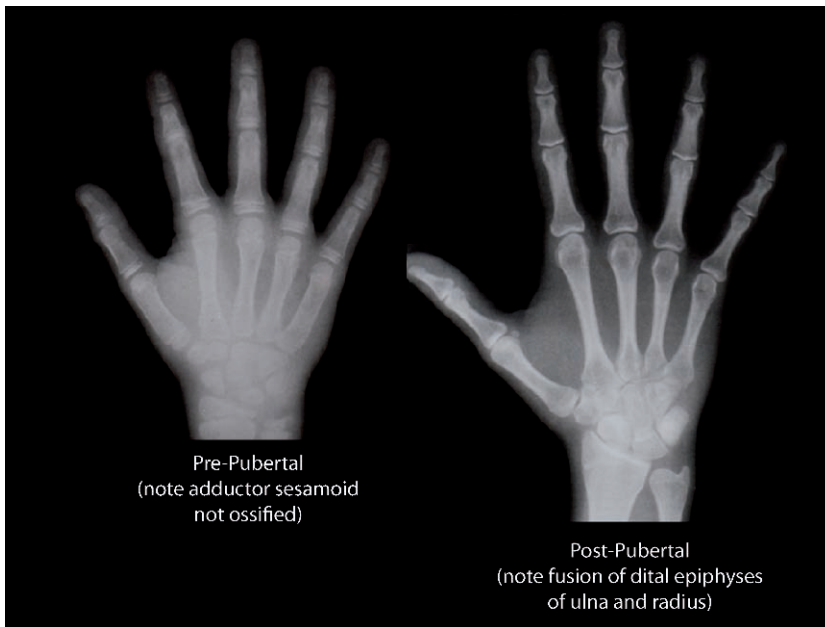 Pre-Pubertal
(note adductor sesamoid
not ossified)
Post-Pubertal
(note fusion of dital epiphyses
of ulna and radius)